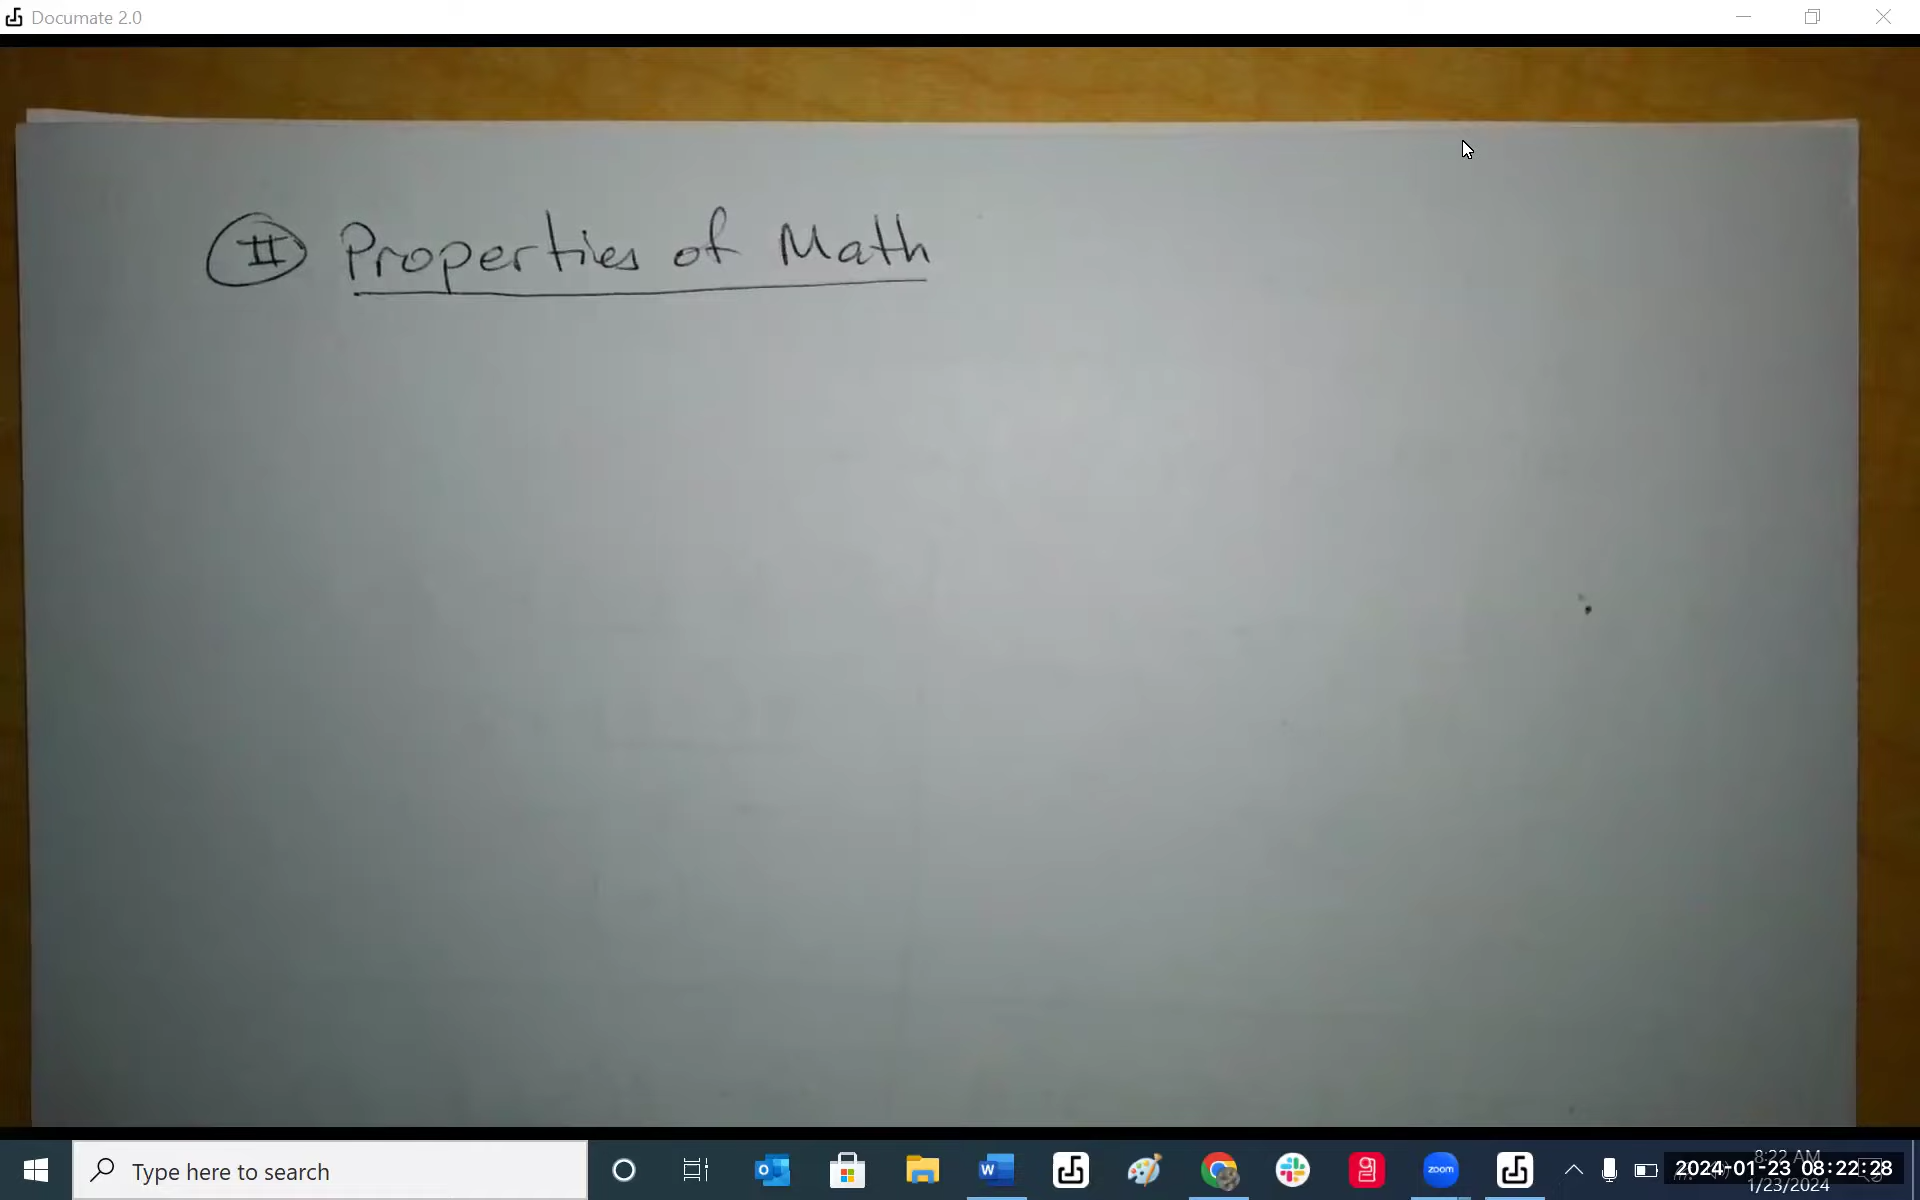 Documate 2.0
II Properties of Math
Type here to search
8:22 AM
2024-01-23 08:22:28
1/23/2024
zoom